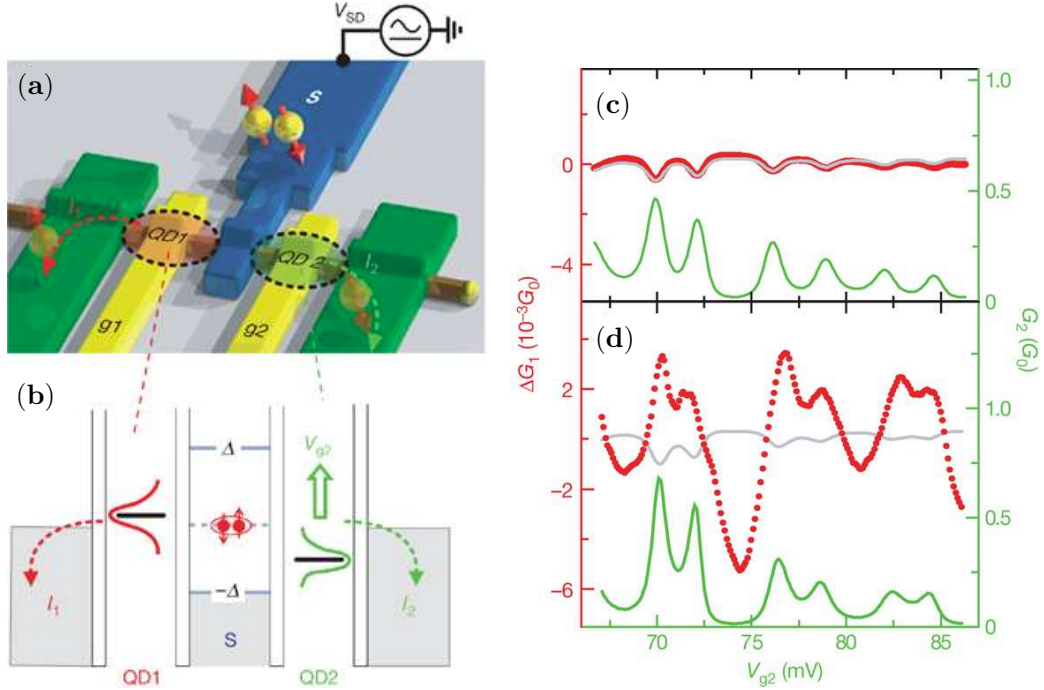 V_SD
(a)
S
I_1
QD1
QD 2
I_2
g1
g2
(b)
Δ
V_g2
−Δ
I_1
S
I_2
QD1
QD2
(c)
(d)
ΔG_1 (10^−3 G_0)
0
−4
2
−2
−6
G_2 (G_0)
1.0
0.5
0
1.0
0.5
0
70
75
80
85
V_g2 (mV)